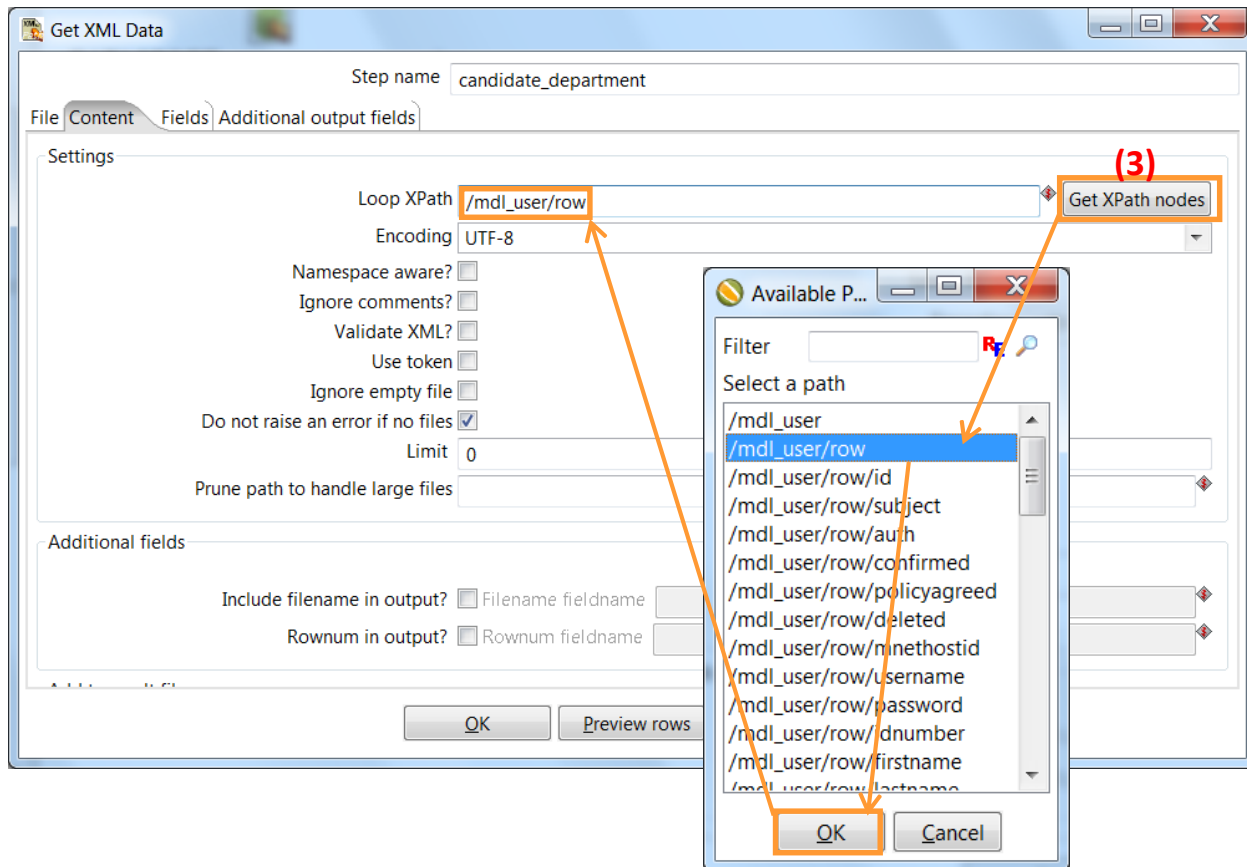 Get XML Data
Step name candidate_department
File Content Fields Additional output fields
Settings
(3)
Loop XPath /mdl_user/row Get XPath nodes
Encoding UTF-8
Namespace aware?
Ignore comments?
Validate XML?
Use token
Ignore empty file
Do not raise an error if no files
Limit 0
Prune path to handle large files
Additional fields
Include filename in output? Filename fieldname
Rownum in output? Rownum fieldname
OK Preview rows
Available P...
Filter
Select a path
/mdl_user
/mdl_user/row
/mdl_user/row/id
/mdl_user/row/subject
/mdl_user/row/auth
/mdl_user/row/confirmed
/mdl_user/row/policyagreed
/mdl_user/row/deleted
/mdl_user/row/mnethostid
/mdl_user/row/username
/mdl_user/row/password
/mdl_user/row/idnumber
/mdl_user/row/firstname
/mdl_user/row/lastname
OK Cancel